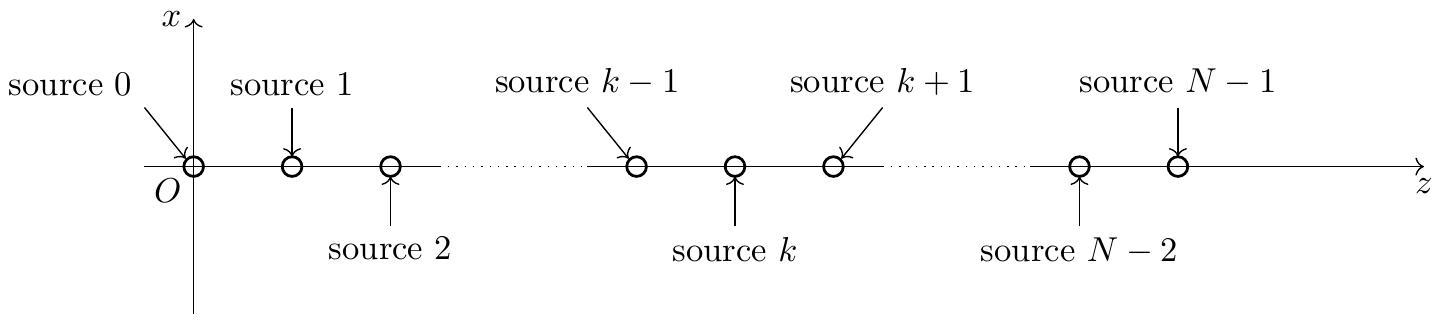 x
source 0
source 1
source k − 1
source k + 1
source N − 1
O
z
source 2
source k
source N − 2